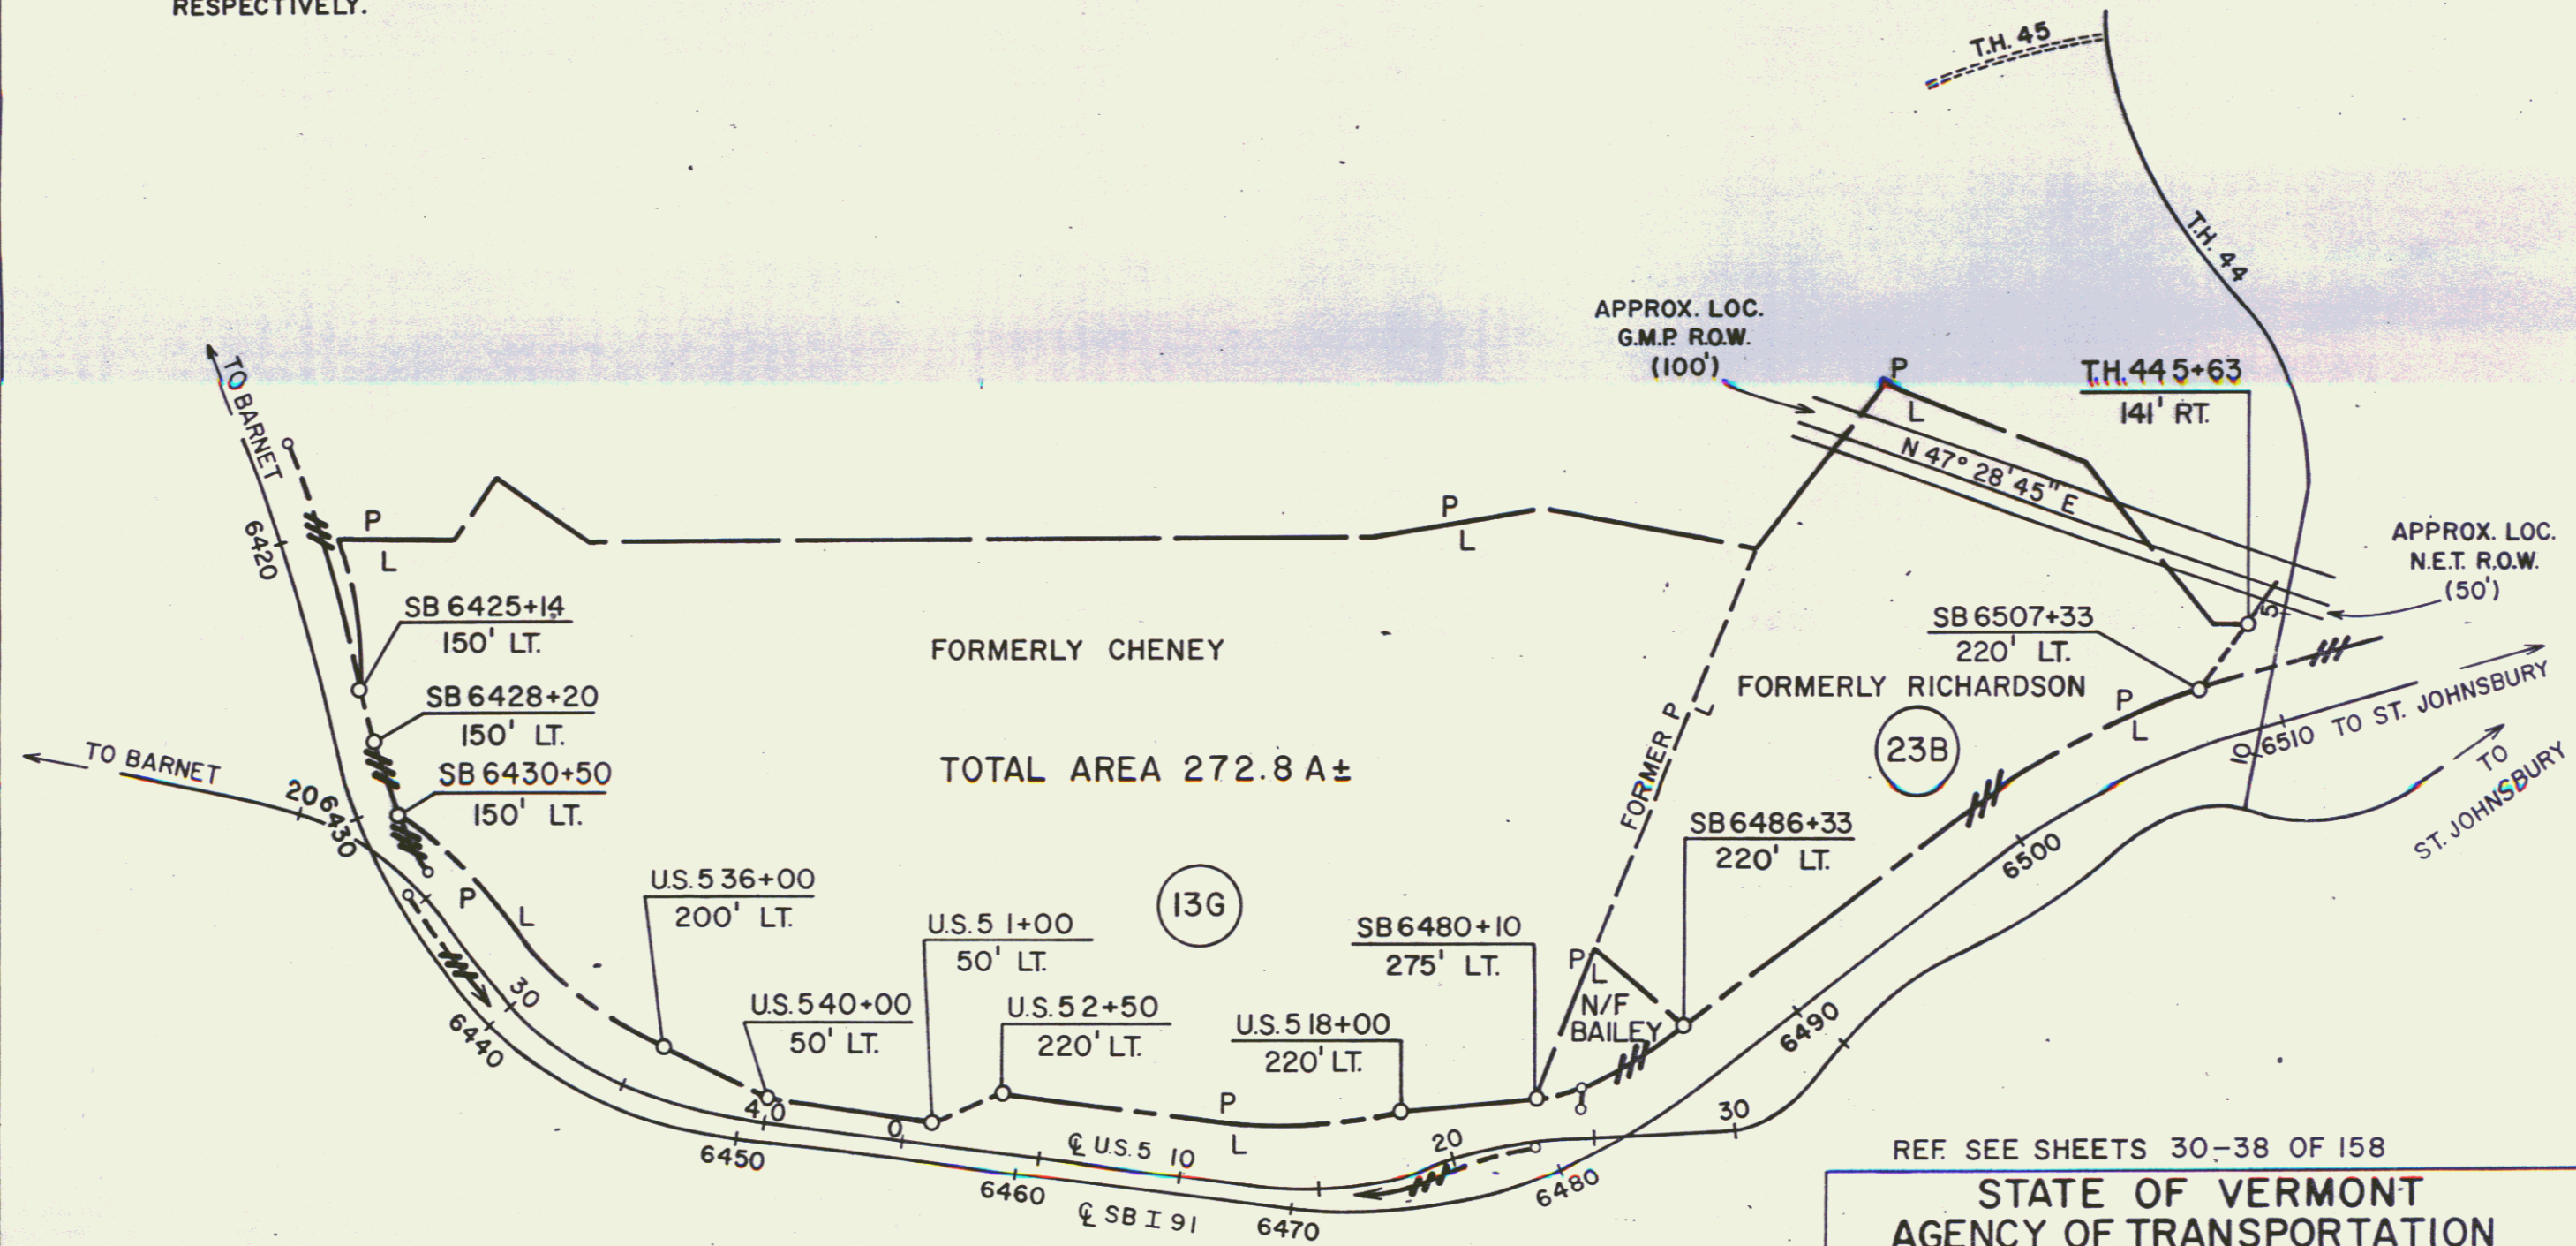 RESPECTIVELY.
T.H. 45
T.H. 44
APPROX. LOC.
G.M.P. R.O.W.
(100')
P
L
T.H. 44 5+63
141' RT.
N 47° 28' 45" E
TO BARNET
6420
P
L
P
L
APPROX. LOC.
N.E.T. R.O.W.
(50')
5
SB 6425+14
150' LT.
FORMERLY CHENEY
SB 6507+33
220' LT.
FORMERLY RICHARDSON
23B
P
L
SB 6428+20
150' LT.
FORMER P
L
TO BARNET
TOTAL AREA 272.8 A±
SB 6430+50
150' LT.
20
6430
10
6510 TO ST. JOHNSBURY
TO
ST. JOHNSBURY
SB 6486+33
220' LT.
6500
P
L
U.S. 5 36+00
200' LT.
13G
U.S. 5 1+00
50' LT.
SB 6480+10
275' LT.
P
L
N/F
BAILEY
30
6440
U.S. 5 40+00
50' LT.
U.S. 5 2+50
220' LT.
U.S. 5 18+00
220' LT.
6490
40
0
P
L
20
30
6450
℄ U.S. 5 10
6460
℄ SB I 91
6470
6480
REF. SEE SHEETS 30-38 OF 158
STATE OF VERMONT
AGENCY OF TRANSPORTATION